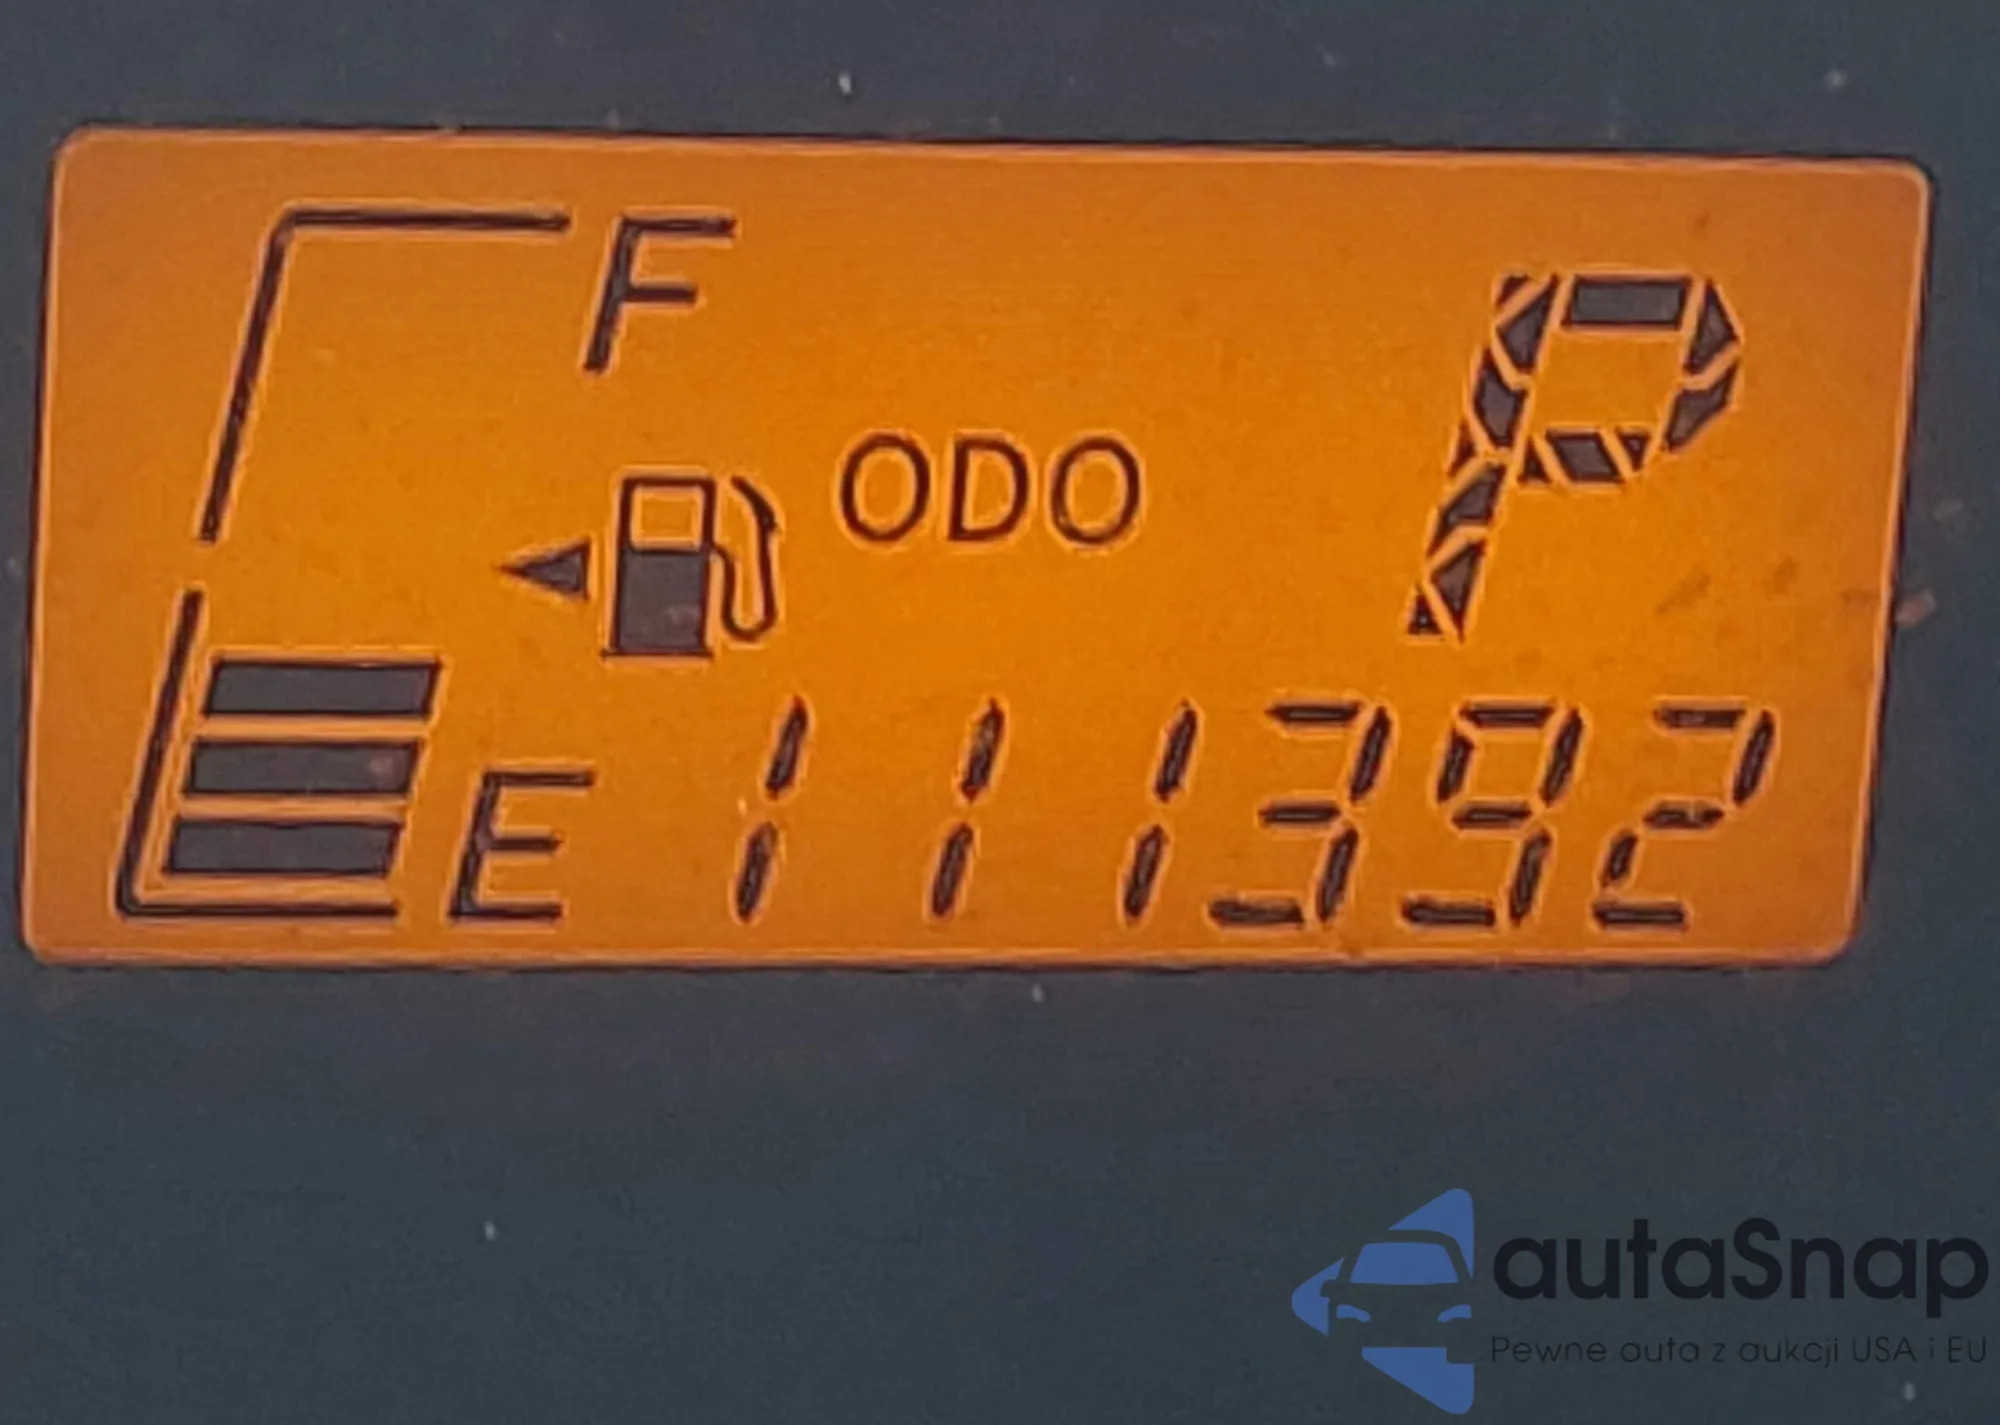 F
ODO
P
E 111392
autaSnap
Pewne auta z aukcji USA i EU